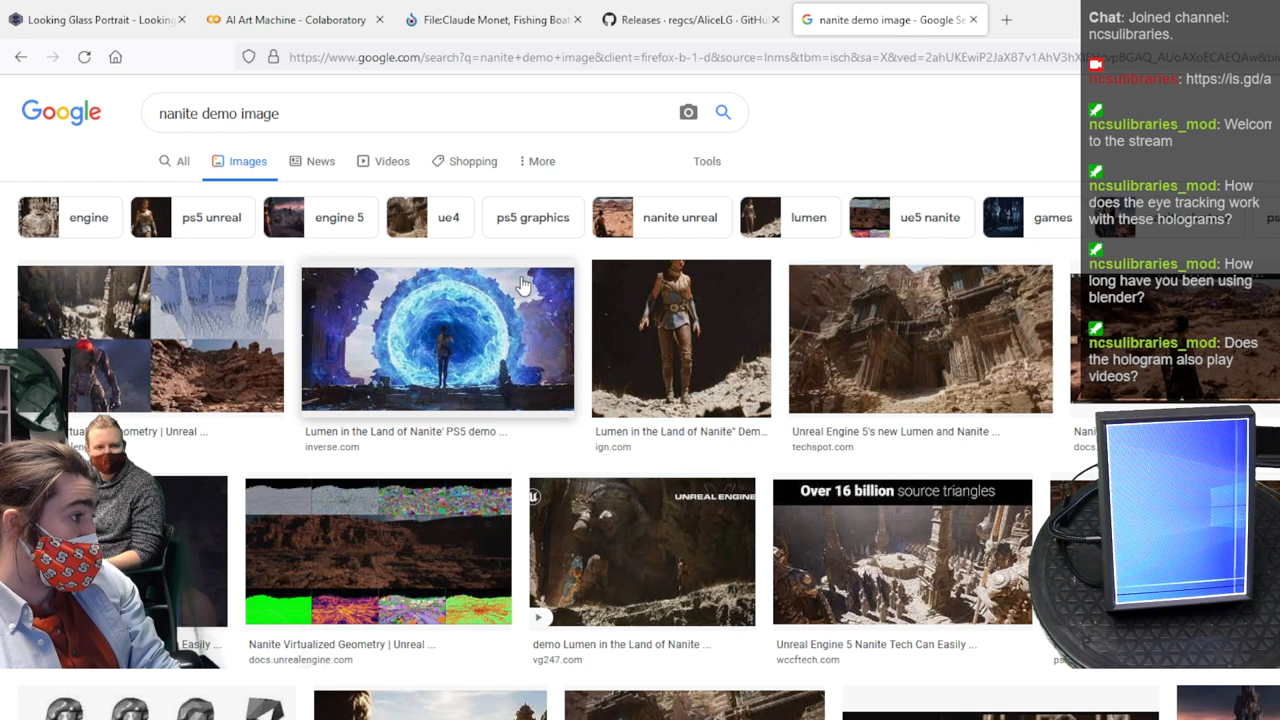 Looking Glass Portrait - Looking
AI Art Machine - Colaboratory
File:Claude Monet, Fishing Boat
Releases · regcs/AliceLG · GitHu
nanite demo image - Google Se
https://www.google.com/search?q=nanite+demo+image&client=firefox-b-1-d&source=lnms&tbm=isch&sa=X&ved=
Google
nanite demo image
All
Images
News
Videos
Shopping
More
Tools
engine
ps5 unreal
engine 5
ue4
ps5 graphics
nanite unreal
lumen
ue5 nanite
games
Chat: Joined channel:
ncsulibraries.
ncsulibraries: https://is.gd/a
ncsulibraries_mod: Welcom
to the stream
ncsulibraries_mod: How
does the eye tracking work
with these holograms?
ncsulibraries_mod: How
long have you been using
blender?
ncsulibraries_mod: Does
the hologram also play
videos?
Geometry | Unreal ...
Lumen in the Land of Nanite' PS5 demo ...
inverse.com
Lumen in the Land of Nanite" Dem...
ign.com
Unreal Engine 5's new Lumen and Nanite ...
techspot.com
docs.
UNREAL ENGINE
Over 16 billion source triangles
Easily ...
Nanite Virtualized Geometry | Unreal ...
docs.unrealengine.com
demo Lumen in the Land of Nanite ...
vg247.com
Unreal Engine 5 Nanite Tech Can Easily ...
wccftech.com